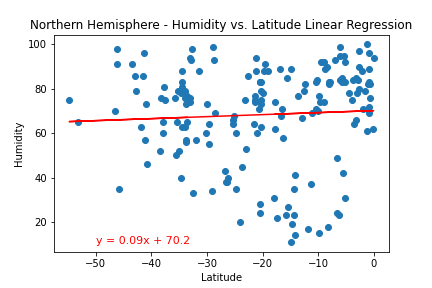 Northern Hemisphere - Humidity vs. Latitude Linear Regression
100
80
60
40
20
Humidity
y = 0.09x + 70.2
−50
−40
−30
−20
−10
0
Latitude